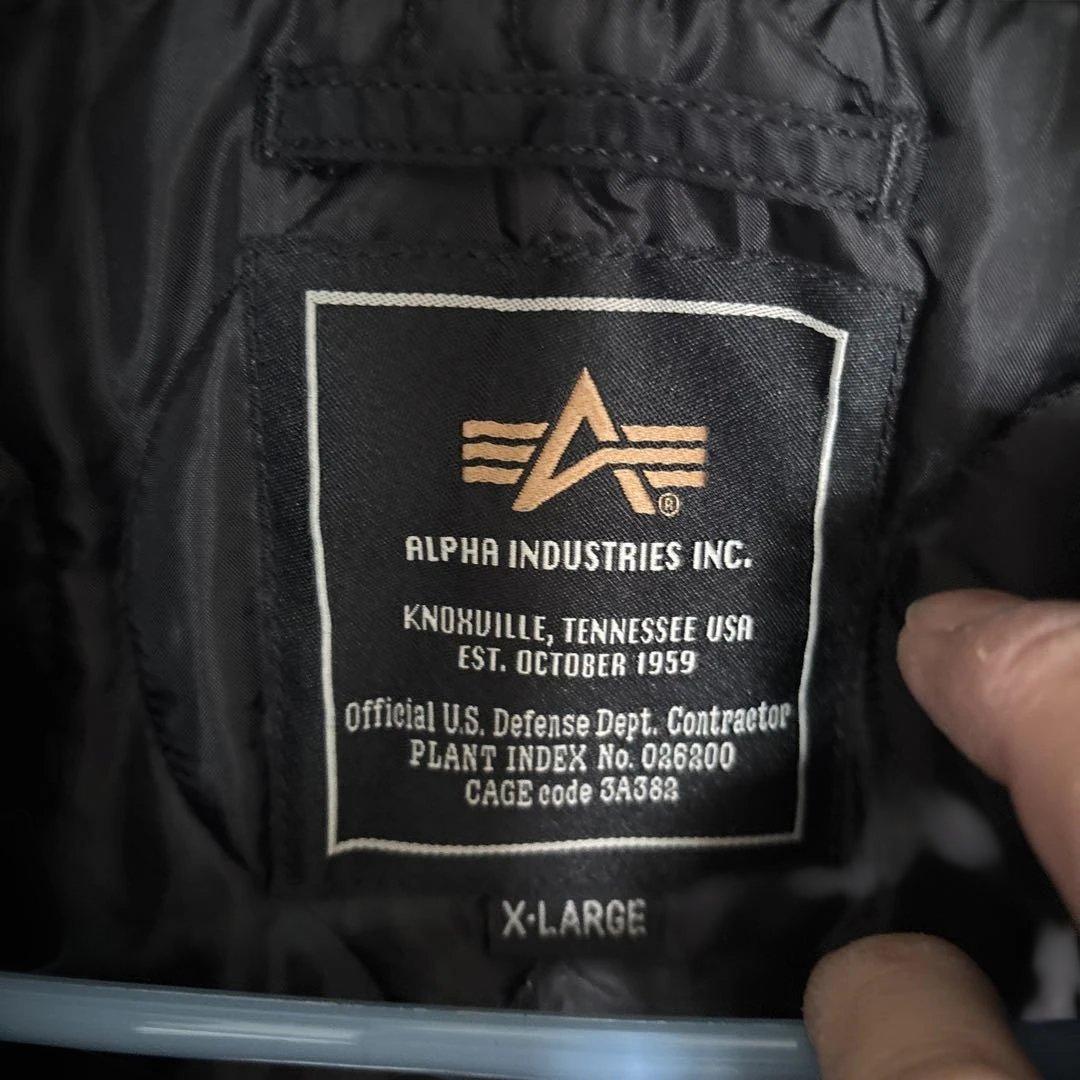 ®
ALPHA INDUSTRIES INC.
KNOXVILLE, TENNESSEE USA
EST. OCTOBER 1959
Official U.S. Defense Dept. Contractor
PLANT INDEX No. 026200
CAGE code 3A382
X·LARGE